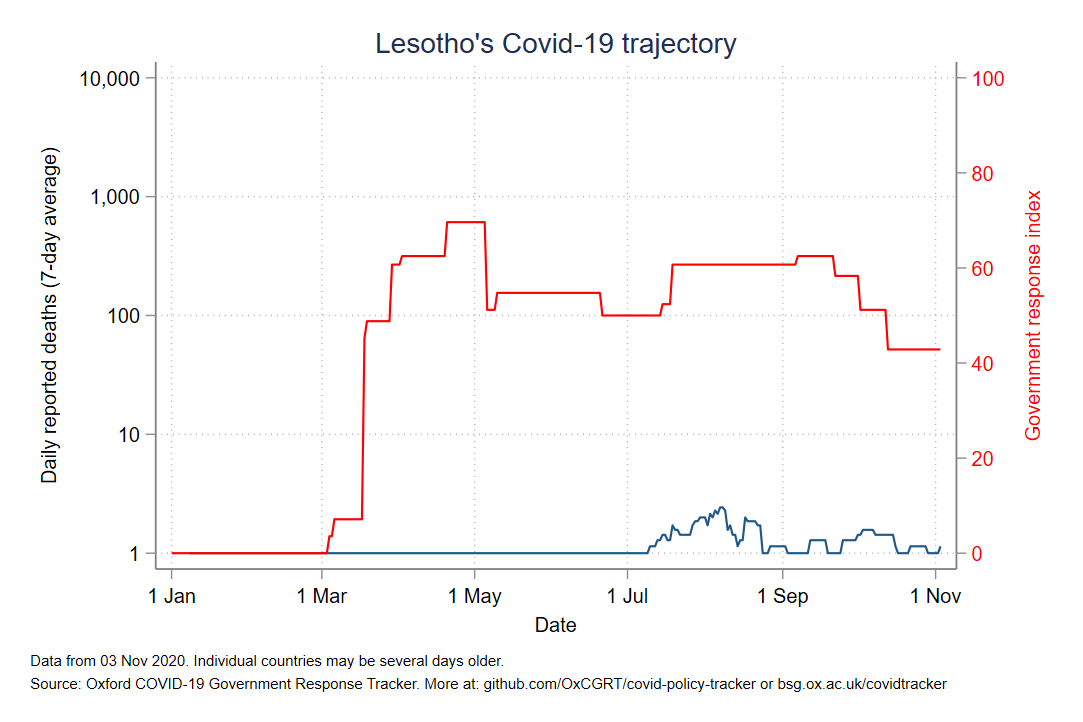 Lesotho's Covid-19 trajectory
Daily reported deaths (7-day average)
10,000
1,000
100
10
1
100
80
60
40
20
0
Government response index
1 Jan
1 Mar
1 May
1 Jul
1 Sep
1 Nov
Date
Data from 03 Nov 2020. Individual countries may be several days older.
Source: Oxford COVID-19 Government Response Tracker. More at: github.com/OxCGRT/covid-policy-tracker or bsg.ox.ac.uk/covidtracker